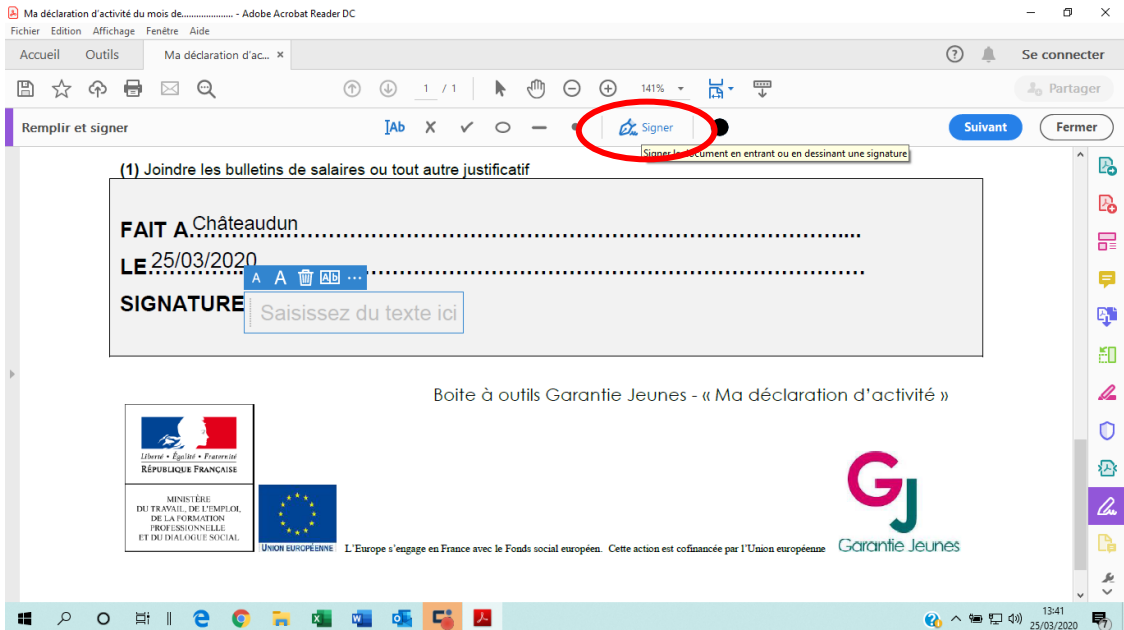 Ma déclaration d'activité du mois de..................... - Adobe Acrobat Reader DC
Fichier Edition Affichage Fenêtre Aide
Accueil Outils Ma déclaration d'ac... × Se connecter
1 / 1 141% Partager
Remplir et signer Ab Signer Suivant Fermer
Signer le document en entrant ou en dessinant une signature
(1) Joindre les bulletins de salaires ou tout autre justificatif
FAIT A Châteaudun
LE 25/03/2020
A A Ab ...
SIGNATURE Saisissez du texte ici
Boite à outils Garantie Jeunes - « Ma déclaration d'activité »
Liberté • Égalité • Fraternité
RÉPUBLIQUE FRANÇAISE
MINISTÈRE
DU TRAVAIL, DE L'EMPLOI,
DE LA FORMATION
PROFESSIONNELLE
ET DU DIALOGUE SOCIAL
UNION EUROPÉENNE L'Europe s'engage en France avec le Fonds social européen. Cette action est cofinancée par l'Union européenne
GJ
Garantie Jeunes
13:41
25/03/2020